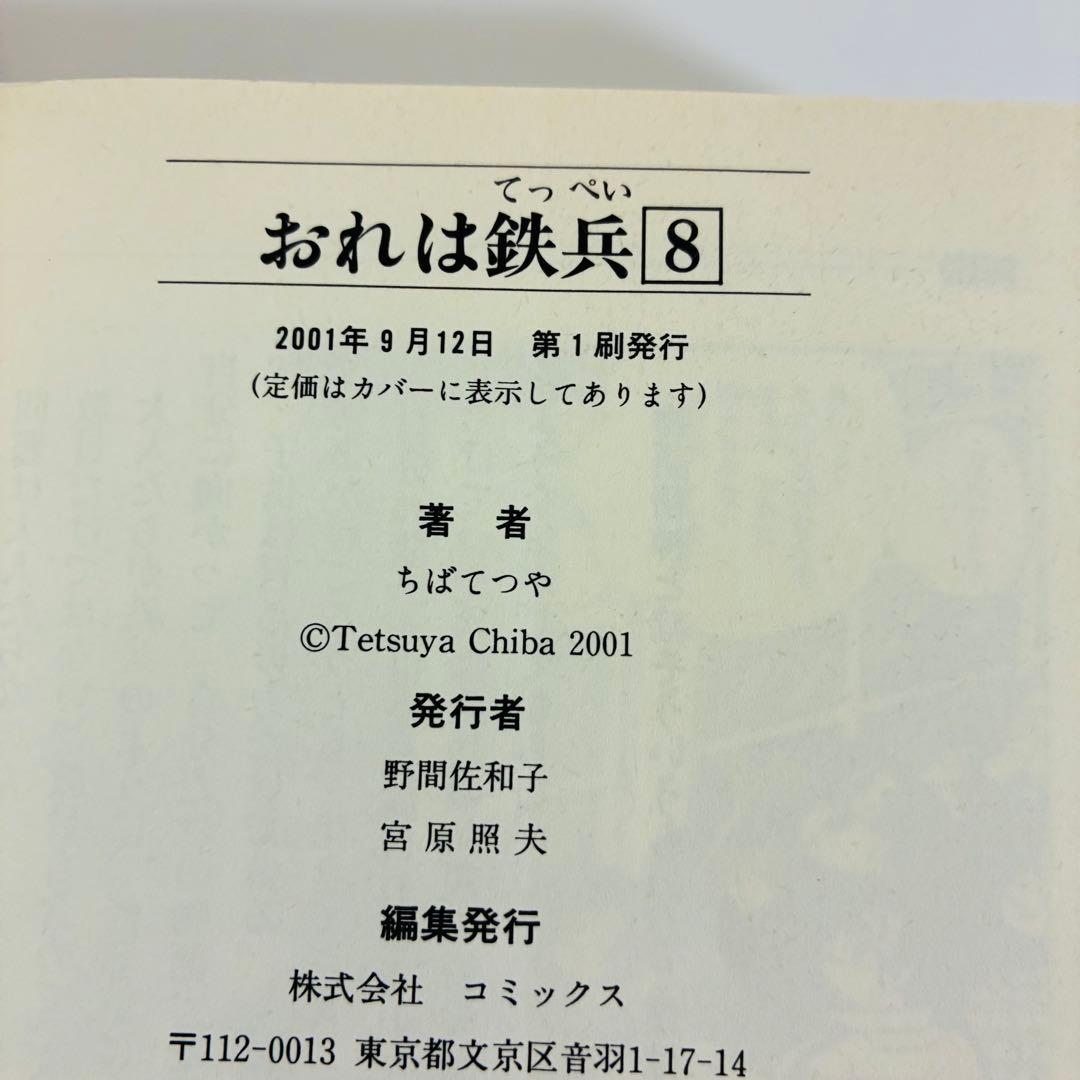 てっぺい
おれは鉄兵 8
2001年9月12日 第1刷発行
(定価はカバーに表示してあります)
著 者
ちばてつや
©Tetsuya Chiba 2001
発行者
野間佐和子
宮原照夫
編集発行
株式会社 コミックス
〒112-0013 東京都文京区音羽1-17-14